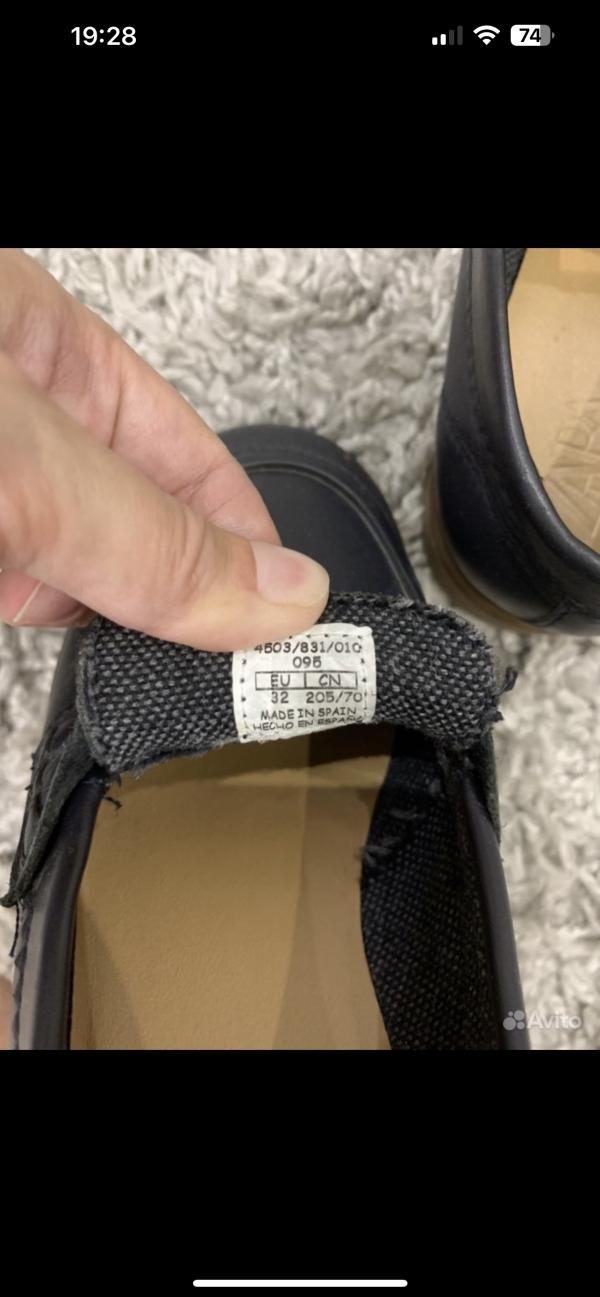 19:28
74
4503/831/010
095
EU CN
32 205/70
MADE IN SPAIN
HECHO EN ESPAÑA
Avito